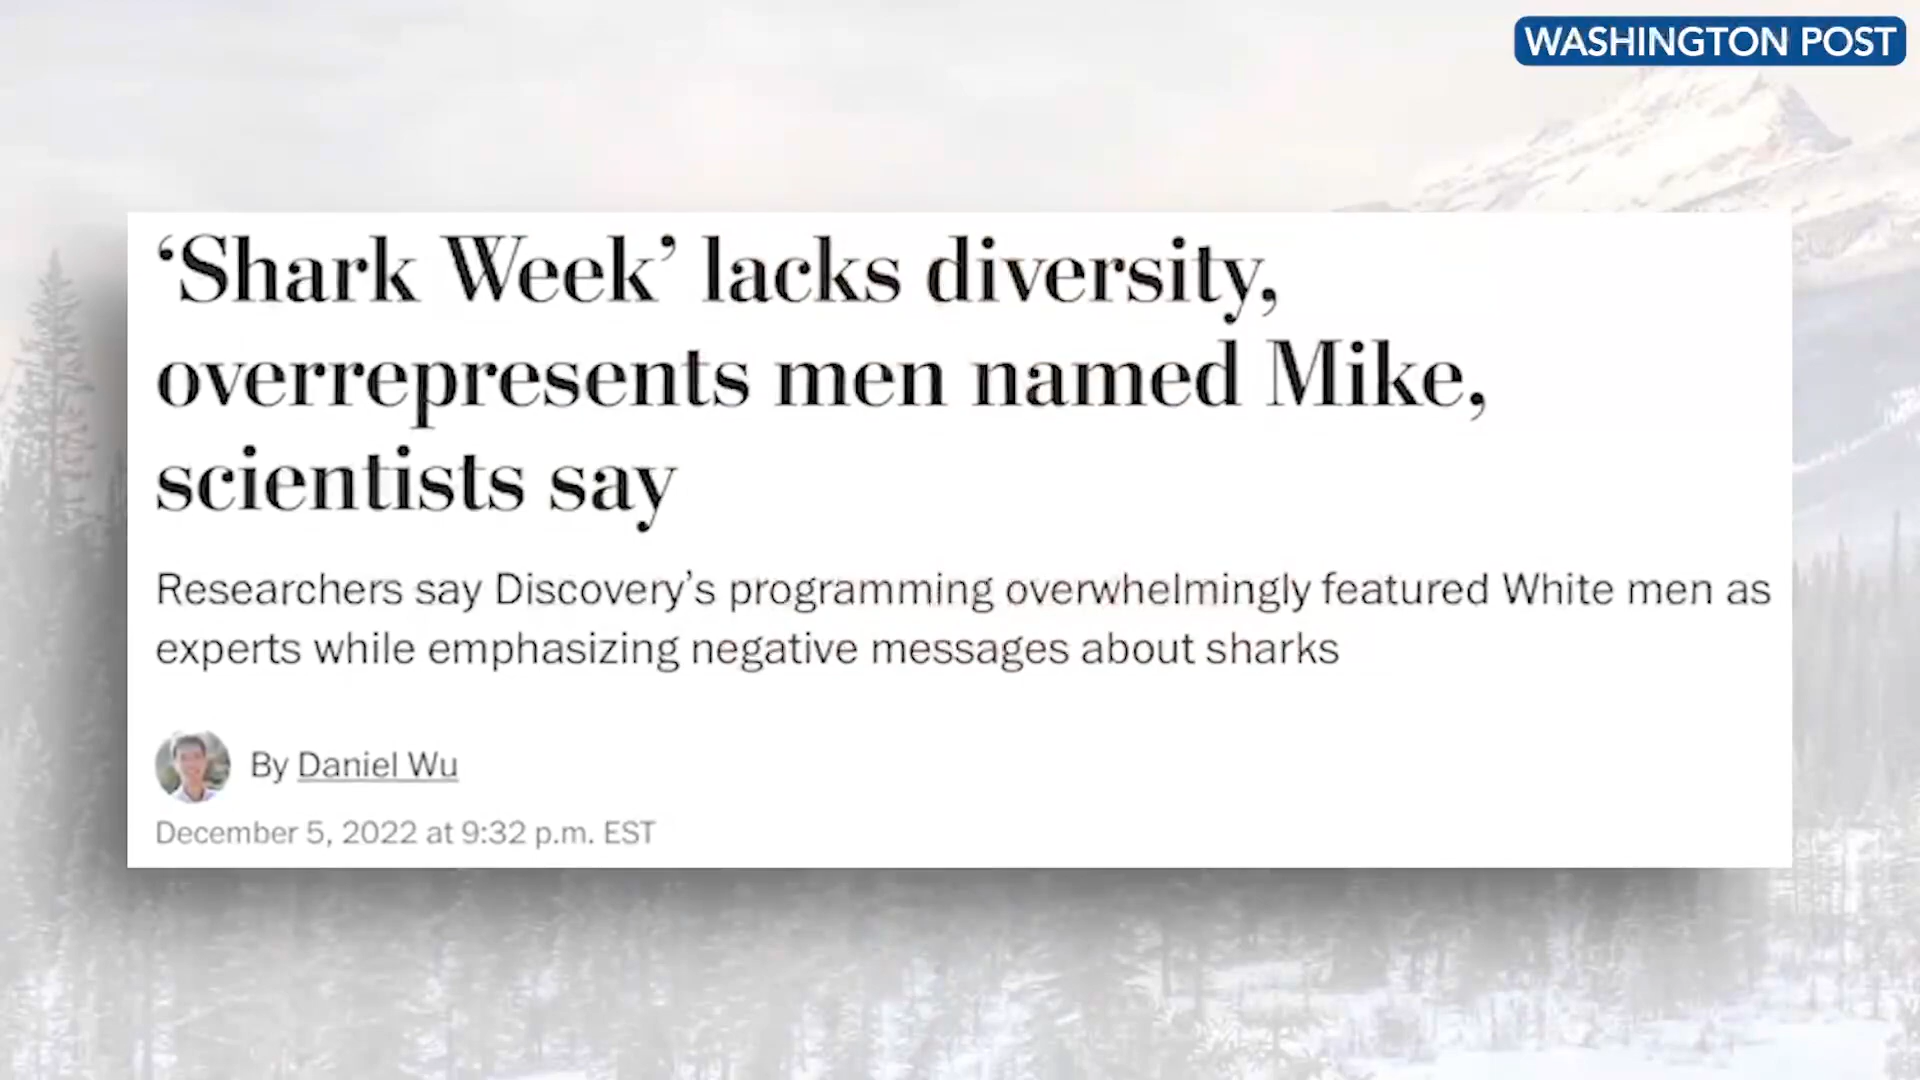 WASHINGTON POST
‘Shark Week’ lacks diversity,
overrepresents men named Mike,
scientists say
Researchers say Discovery’s programming overwhelmingly featured White men as
experts while emphasizing negative messages about sharks
By Daniel Wu
December 5, 2022 at 9:32 p.m. EST